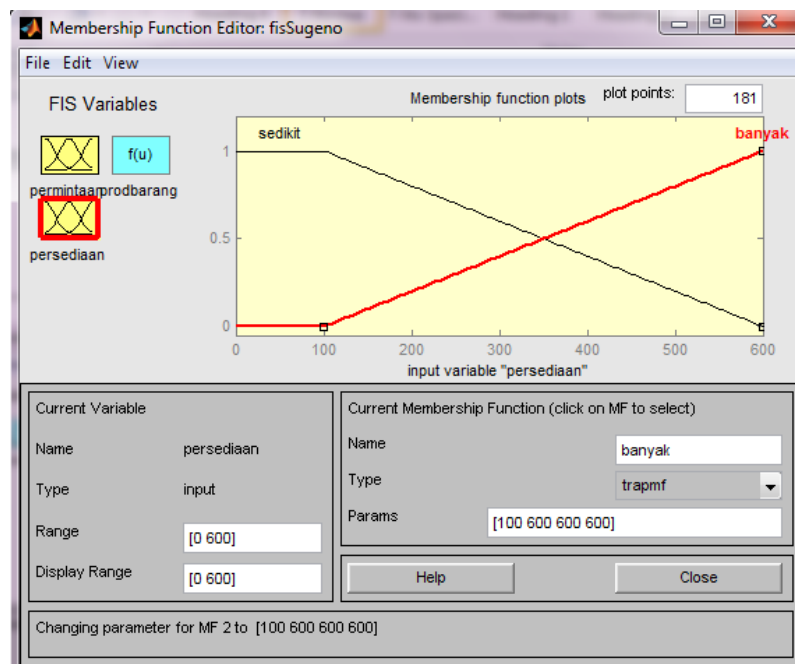 Membership Function Editor: fisSugeno
File Edit View
FIS Variables
f(u)
permintaan prodbarang
persediaan
Membership function plots plot points: 181
sedikit banyak
1
0.5
0
0 100 200 300 400 500 600
input variable "persediaan"
Current Variable
Name persediaan
Type input
Range [0 600]
Display Range [0 600]
Current Membership Function (click on MF to select)
Name banyak
Type trapmf
Params [100 600 600 600]
Help Close
Changing parameter for MF 2 to [100 600 600 600]